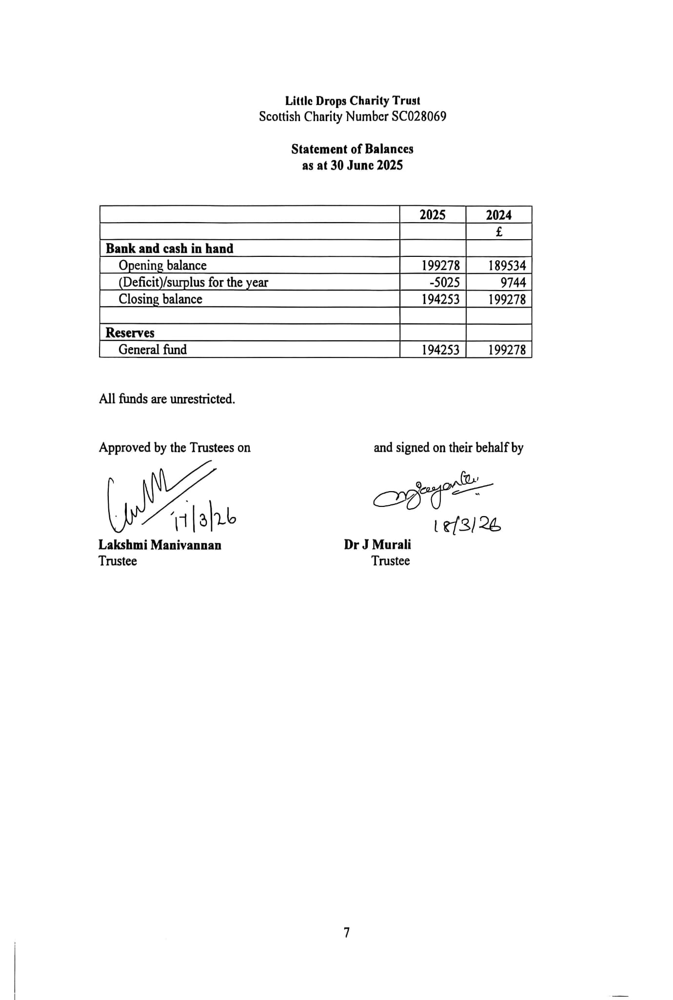 Little Drops Charity Trust
Scottish Charity Number SC028069
Statement of Balances
as at 30 June 2025
2025 2024
£
Bank and cash in hand
Opening balance 199278 189534
(Deficit)/surplus for the year -5025 9744
Closing balance 194253 199278
Reserves
General fund 194253 199278
All funds are unrestricted.
Approved by the Trustees on and signed on their behalf by
17/3/26 18/3/26
Lakshmi Manivannan Dr J Murali
Trustee Trustee
7